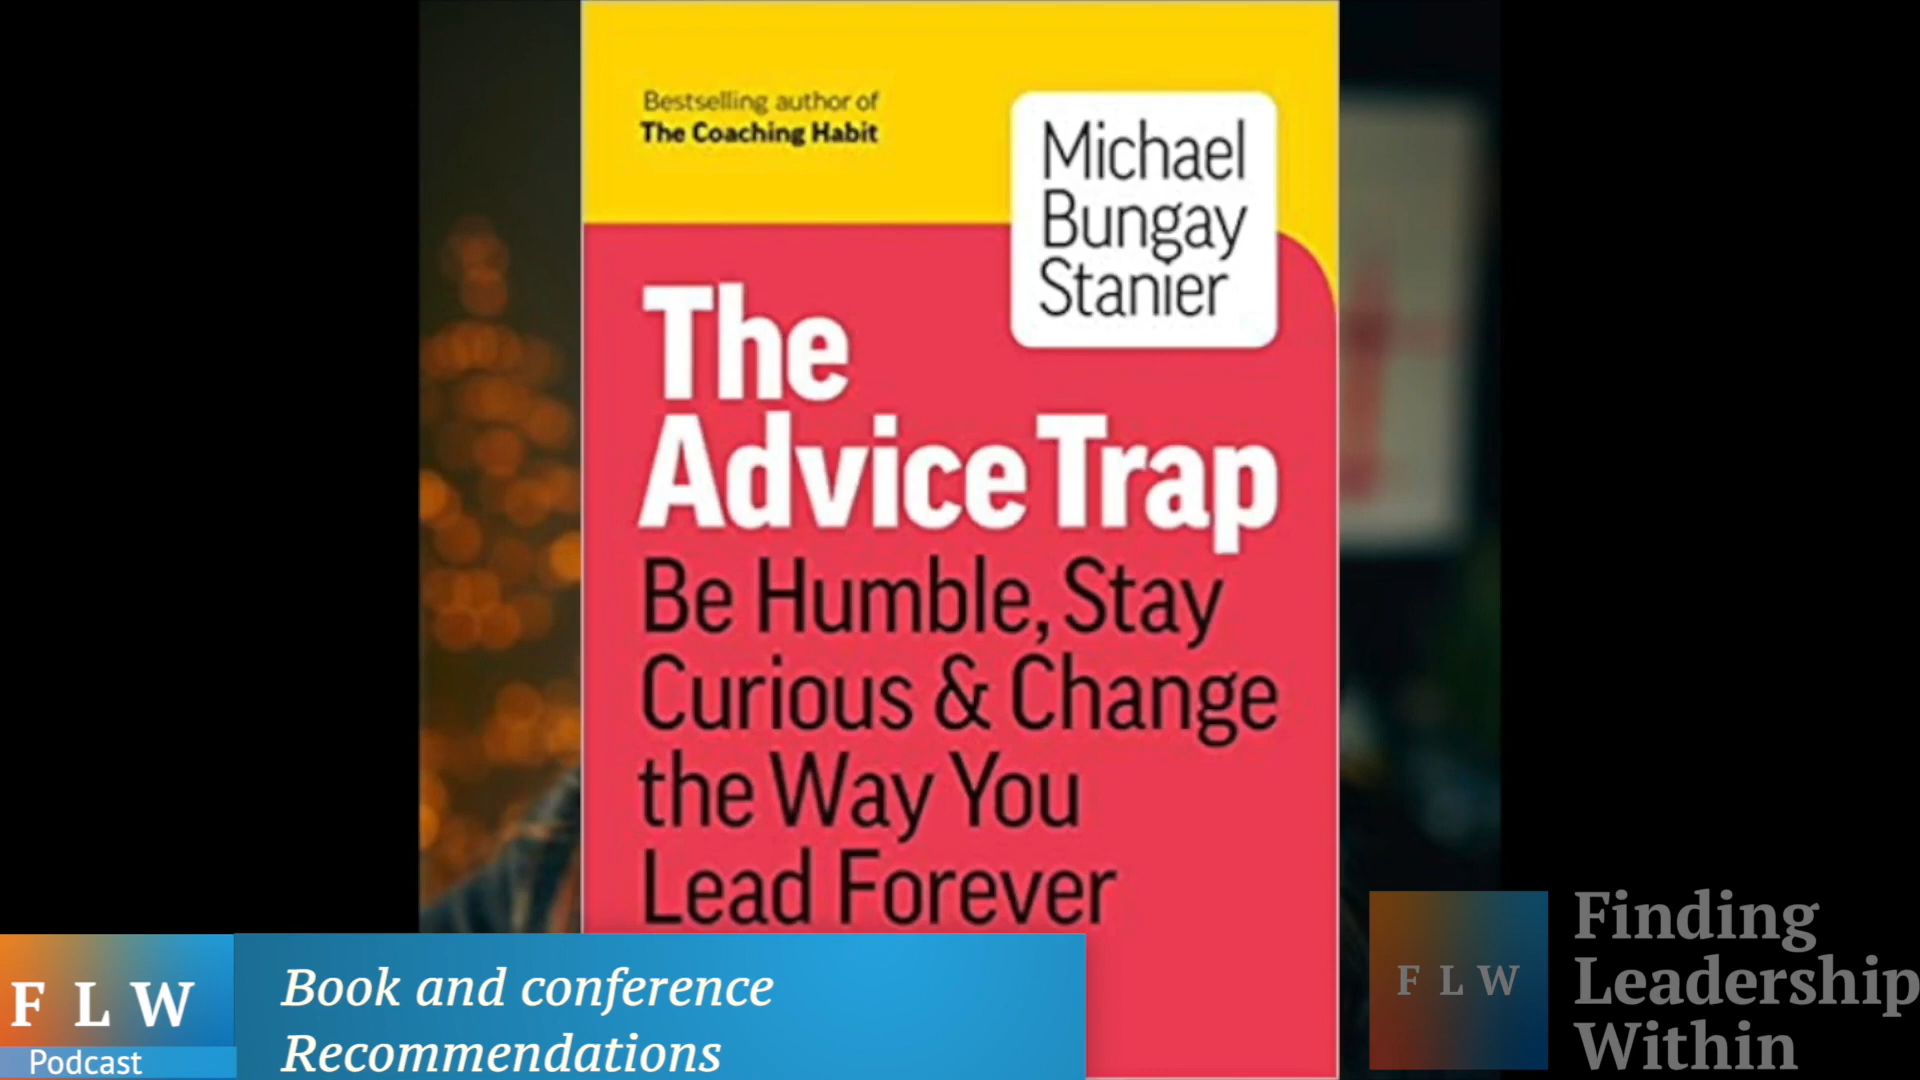 Bestselling author of
The Coaching Habit
Michael
Bungay
Stanier
The
Advice Trap
Be Humble, Stay
Curious & Change
the Way You
Lead Forever
F L W
Podcast
Book and conference
Recommendations
F L W
Finding
Leadership
Within